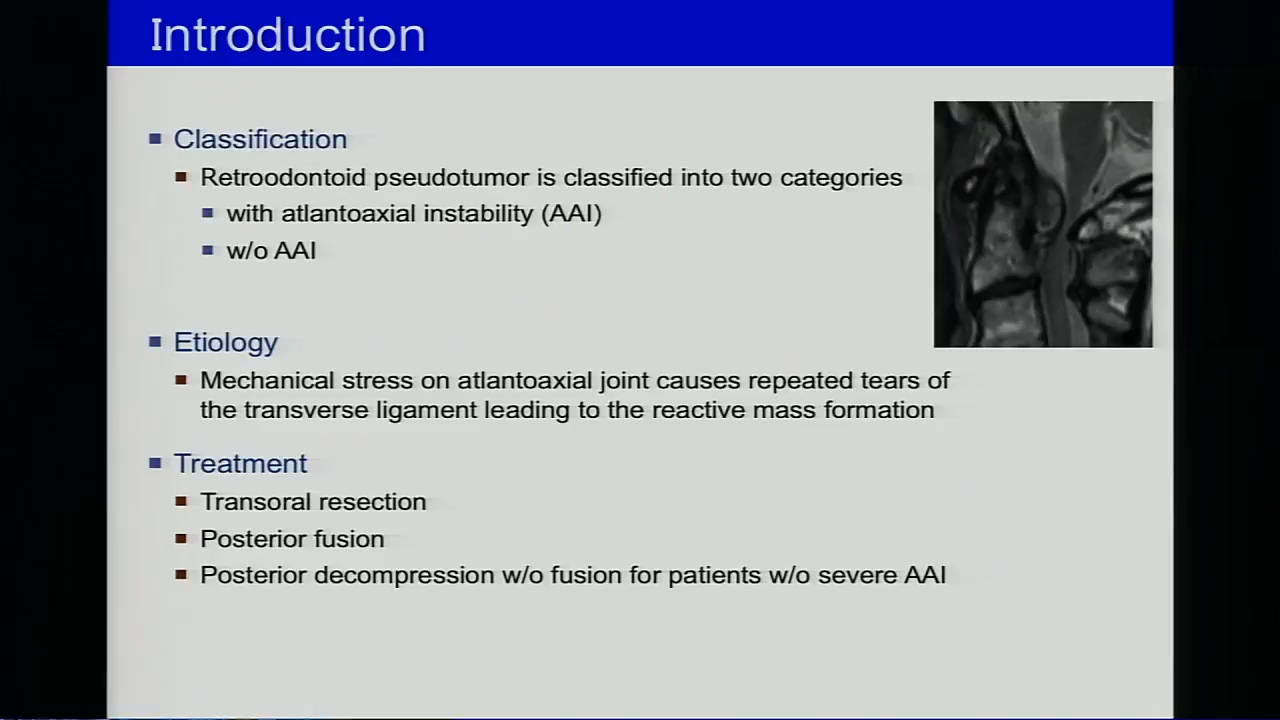 Introduction
Classification
Retroodontoid pseudotumor is classified into two categories
with atlantoaxial instability (AAI)
w/o AAI
Etiology
Mechanical stress on atlantoaxial joint causes repeated tears of
the transverse ligament leading to the reactive mass formation
Treatment
Transoral resection
Posterior fusion
Posterior decompression w/o fusion for patients w/o severe AAI